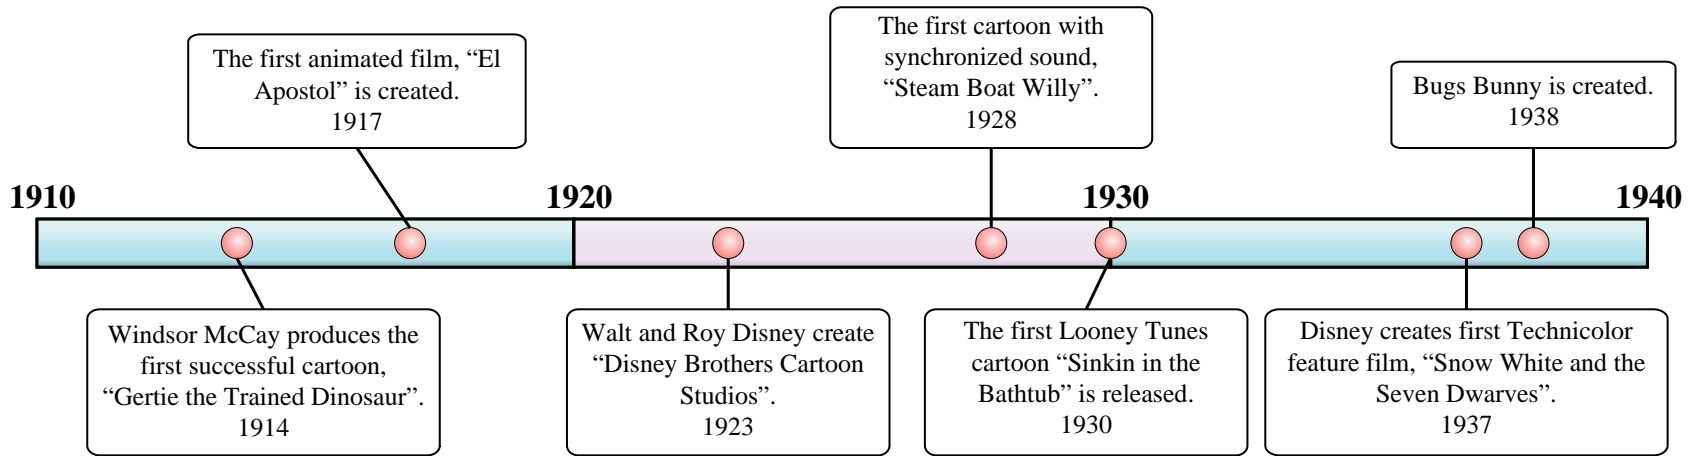 The first animated film, “El
Apostol” is created.
1917
The first cartoon with
synchronized sound,
“Steam Boat Willy”.
1928
Bugs Bunny is created.
1938
1910
1920
1930
1940
Windsor McCay produces the
first successful cartoon,
“Gertie the Trained Dinosaur”.
1914
Walt and Roy Disney create
“Disney Brothers Cartoon
Studios”.
1923
The first Looney Tunes
cartoon “Sinkin in the
Bathtub” is released.
1930
Disney creates first Technicolor
feature film, “Snow White and the
Seven Dwarves”.
1937